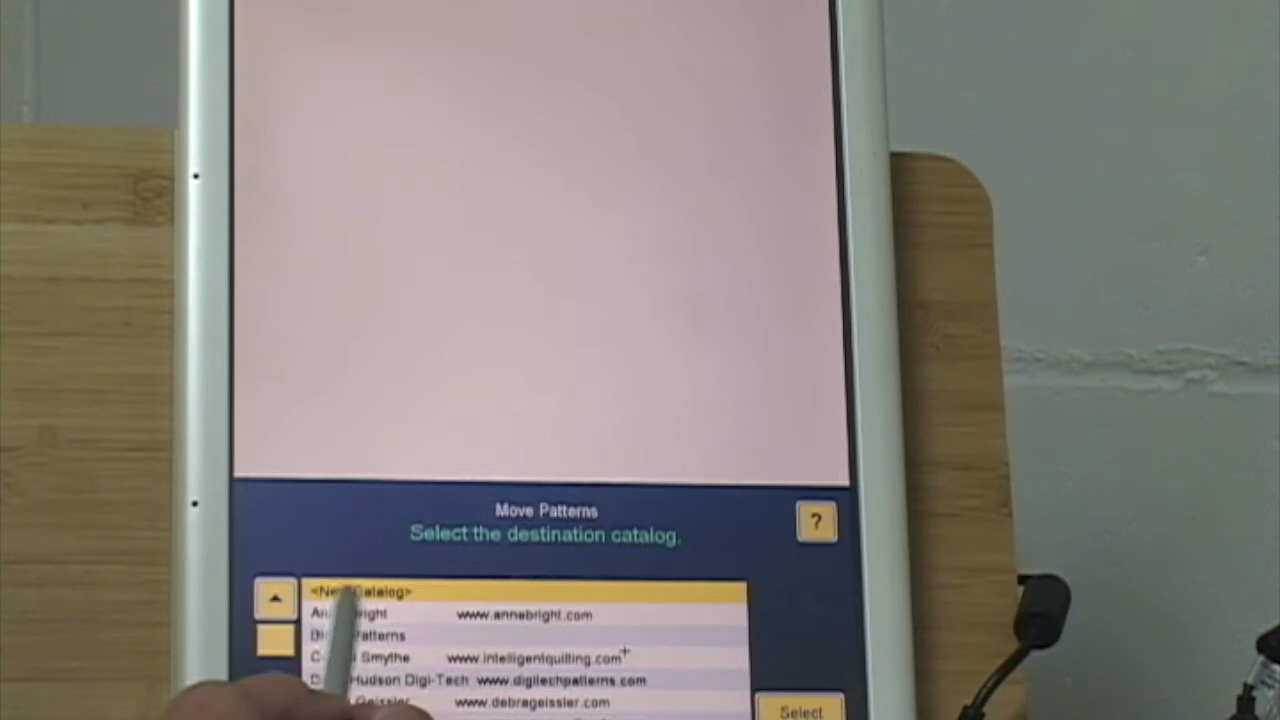 Move Patterns
?
Select the destination catalog.
Catalog>
www.annebright.com
Patterns
Smythe www.intelligentquilting.com
Hudson Digi-Tech www.digitechpatterns.com
Geissler www.debrageissler.com
Select